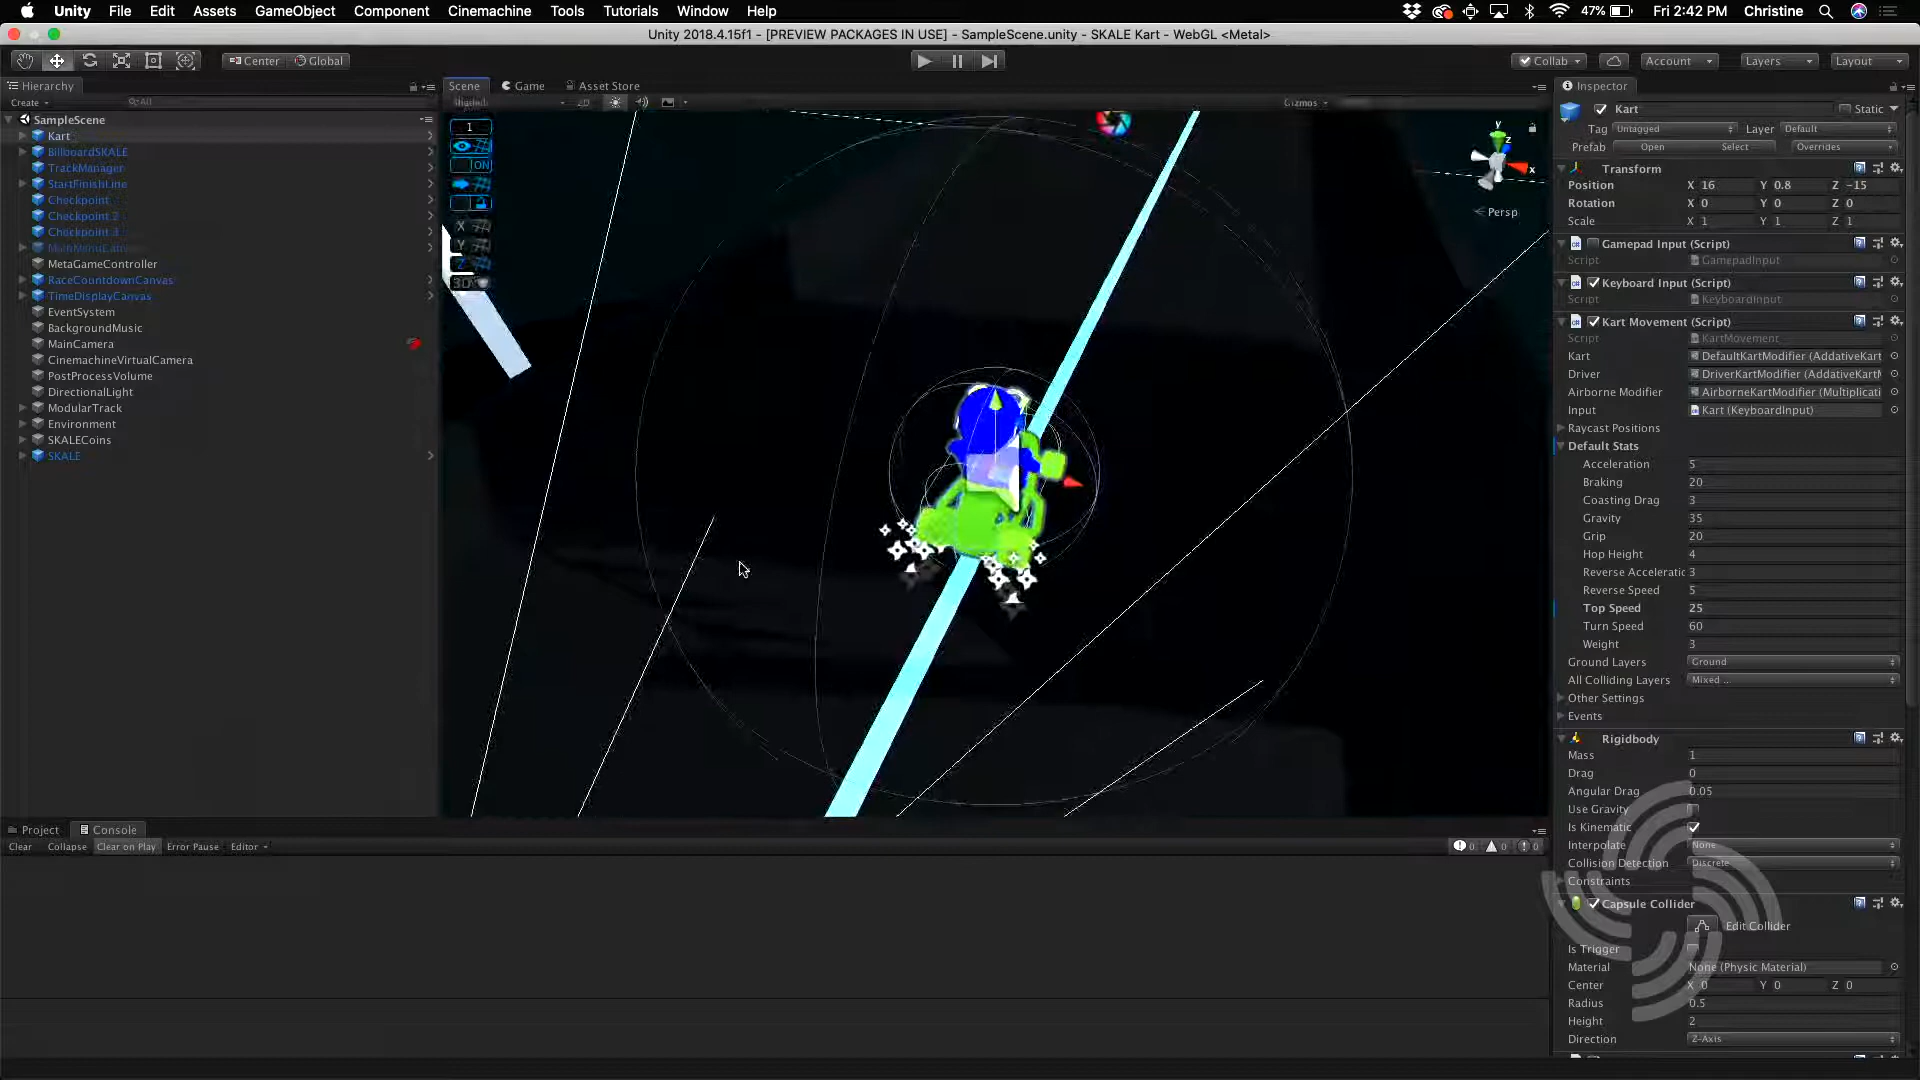 Unity File Edit Assets GameObject Component Cinemachine Tools Tutorials Window Help 47% Fri 2:42 PM Christine
Unity 2018.4.15f1 - [PREVIEW PACKAGES IN USE] - SampleScene.unity - SKALE Kart - WebGL <Metal>
Center Global Collab Account Layers Layout
Hierarchy
Create All
SampleScene
Kart
BillboardSKALE
TrackManager
StartFinishLine
Checkpoint
Checkpoint 2
Checkpoint 3
MainMenuCanvas
MetaGameController
RaceCountdownCanvas
TimeDisplayCanvas
EventSystem
BackgroundMusic
MainCamera
CinemachineVirtualCamera
PostProcessVolume
DirectionalLight
ModularTrack
Environment
SKALECoins
SKALE
Scene Game Asset Store
Shaded 2D Gizmos
1
ON
X
Y
Z
3D
y
z
x
Persp
Inspector
Kart Static
Tag Untagged Layer Default
Prefab Open Select Overrides
Transform
Position X 16 Y 0.8 Z -15
Rotation X 0 Y 0 Z 0
Scale X 1 Y 1 Z 1
Gamepad Input (Script)
Script GamepadInput
Keyboard Input (Script)
Script KeyboardInput
Kart Movement (Script)
Script KartMovement
Kart DefaultKartModifier (AddativeKart
Driver DriverKartModifier (AddativeKartM
Airborne Modifier AirborneKartModifier (Multiplicati
Input Kart (KeyboardInput)
Raycast Positions
Default Stats
Acceleration 5
Braking 20
Coasting Drag 3
Gravity 35
Grip 20
Hop Height 4
Reverse Acceleratic 3
Reverse Speed 5
Top Speed 25
Turn Speed 60
Weight 3
Ground Layers Ground
All Colliding Layers Mixed ...
Other Settings
Events
Rigidbody
Mass 1
Drag 0
Angular Drag 0.05
Use Gravity
Is Kinematic
Interpolate None
Collision Detection Discrete
Constraints
Capsule Collider
Edit Collider
Is Trigger
Material None (Physic Material)
Center X 0 Y 0 Z 0
Radius 0.5
Height 2
Direction Z-Axis
Project Console
Clear Collapse Clear on Play Error Pause Editor 0 0 0